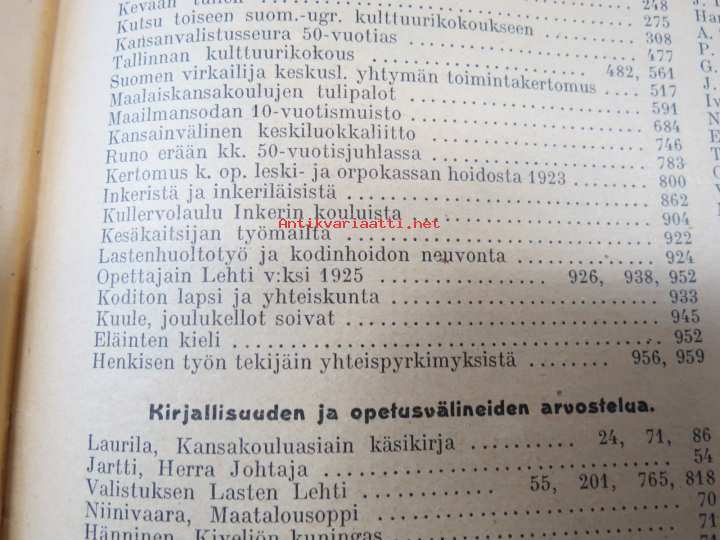 Kevään tullen 248
Kutsu toiseen suom.-ugr. kulttuurikokoukseen 275
Kansanvalistusseura 50-vuotias 308
Tallinnan kulttuurikokous 477
Suomen virkailija keskusl. yhtymän toimintakertomus 482, 561
Maalaiskansakoulujen tulipalot 517
Maailmansodan 10-vuotismuisto 591
Kansainvälinen keskiluokkaliitto 684
Runo erään kk. 50-vuotisjuhlassa 746
Kertomus k. op. leski- ja orpokassan hoidosta 1923 783
Inkeristä ja inkeriläisistä 800
Kullervolaulu Inkerin kouluista 862
Kesäkaitsijan työmailta 904
Lastenhuoltotyö ja kodinhoidon neuvonta 922
Opettajain Lehti v:ksi 1925 924
Koditon lapsi ja yhteiskunta 926, 938, 952
Kuule, joulukellot soivat 933
Eläinten kieli 945
Henkisen työn tekijäin yhteispyrkimyksistä 952
956, 959
Antikvariaatti.net
Kirjallisuuden ja opetusvälineiden arvostelua.
Laurila, Kansakouluasiain käsikirja 24, 71, 86
Jartti, Herra Johtaja 54
Valistuksen Lasten Lehti 55, 201, 765, 818
Niinivaara, Maatalousoppi 70
Hänninen, Kiveliön kuningas 71
J.
Ha
A.
P.
G.
J.